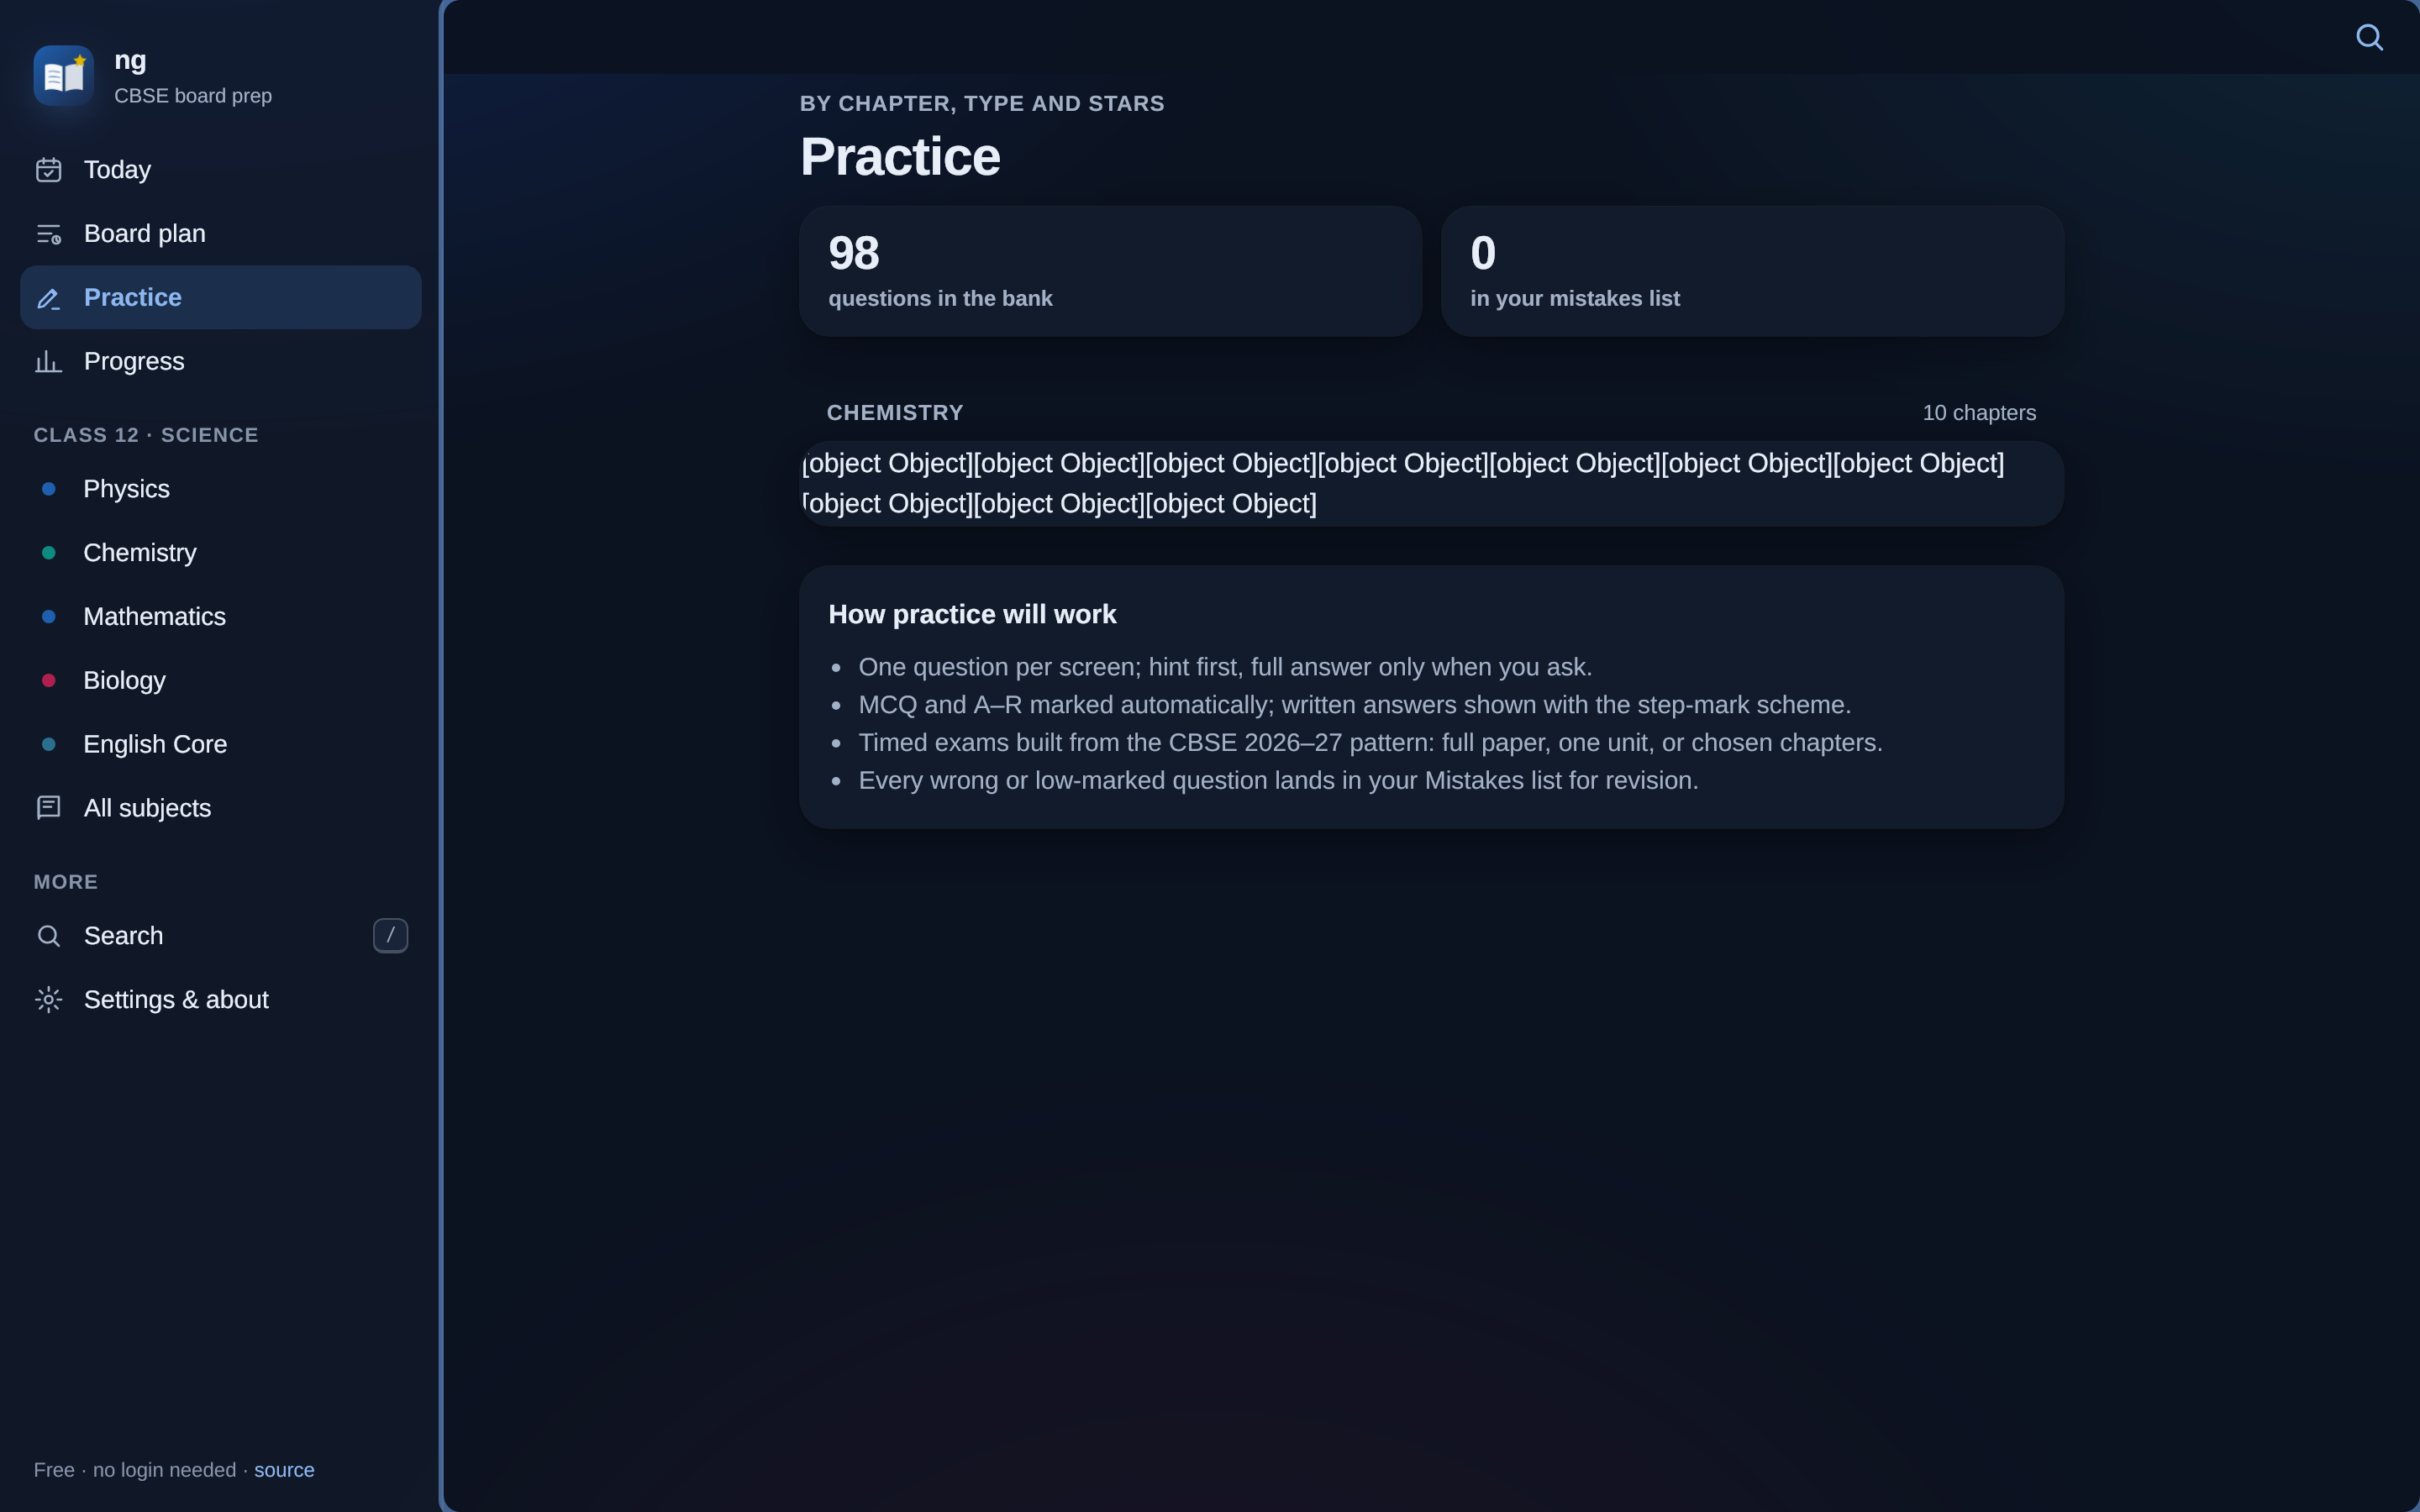 ng
CBSE board prep
Today
Board plan
Practice
Progress
CLASS 12 · SCIENCE
Physics
Chemistry
Mathematics
Biology
English Core
All subjects
MORE
Search /
Settings & about
Free · no login needed · source
BY CHAPTER, TYPE AND STARS
Practice
98
questions in the bank
0
in your mistakes list
CHEMISTRY 10 chapters
[object Object][object Object][object Object][object Object][object Object][object Object][object Object]
[object Object][object Object][object Object]
How practice will work
• One question per screen; hint first, full answer only when you ask.
• MCQ and A–R marked automatically; written answers shown with the step-mark scheme.
• Timed exams built from the CBSE 2026–27 pattern: full paper, one unit, or chosen chapters.
• Every wrong or low-marked question lands in your Mistakes list for revision.